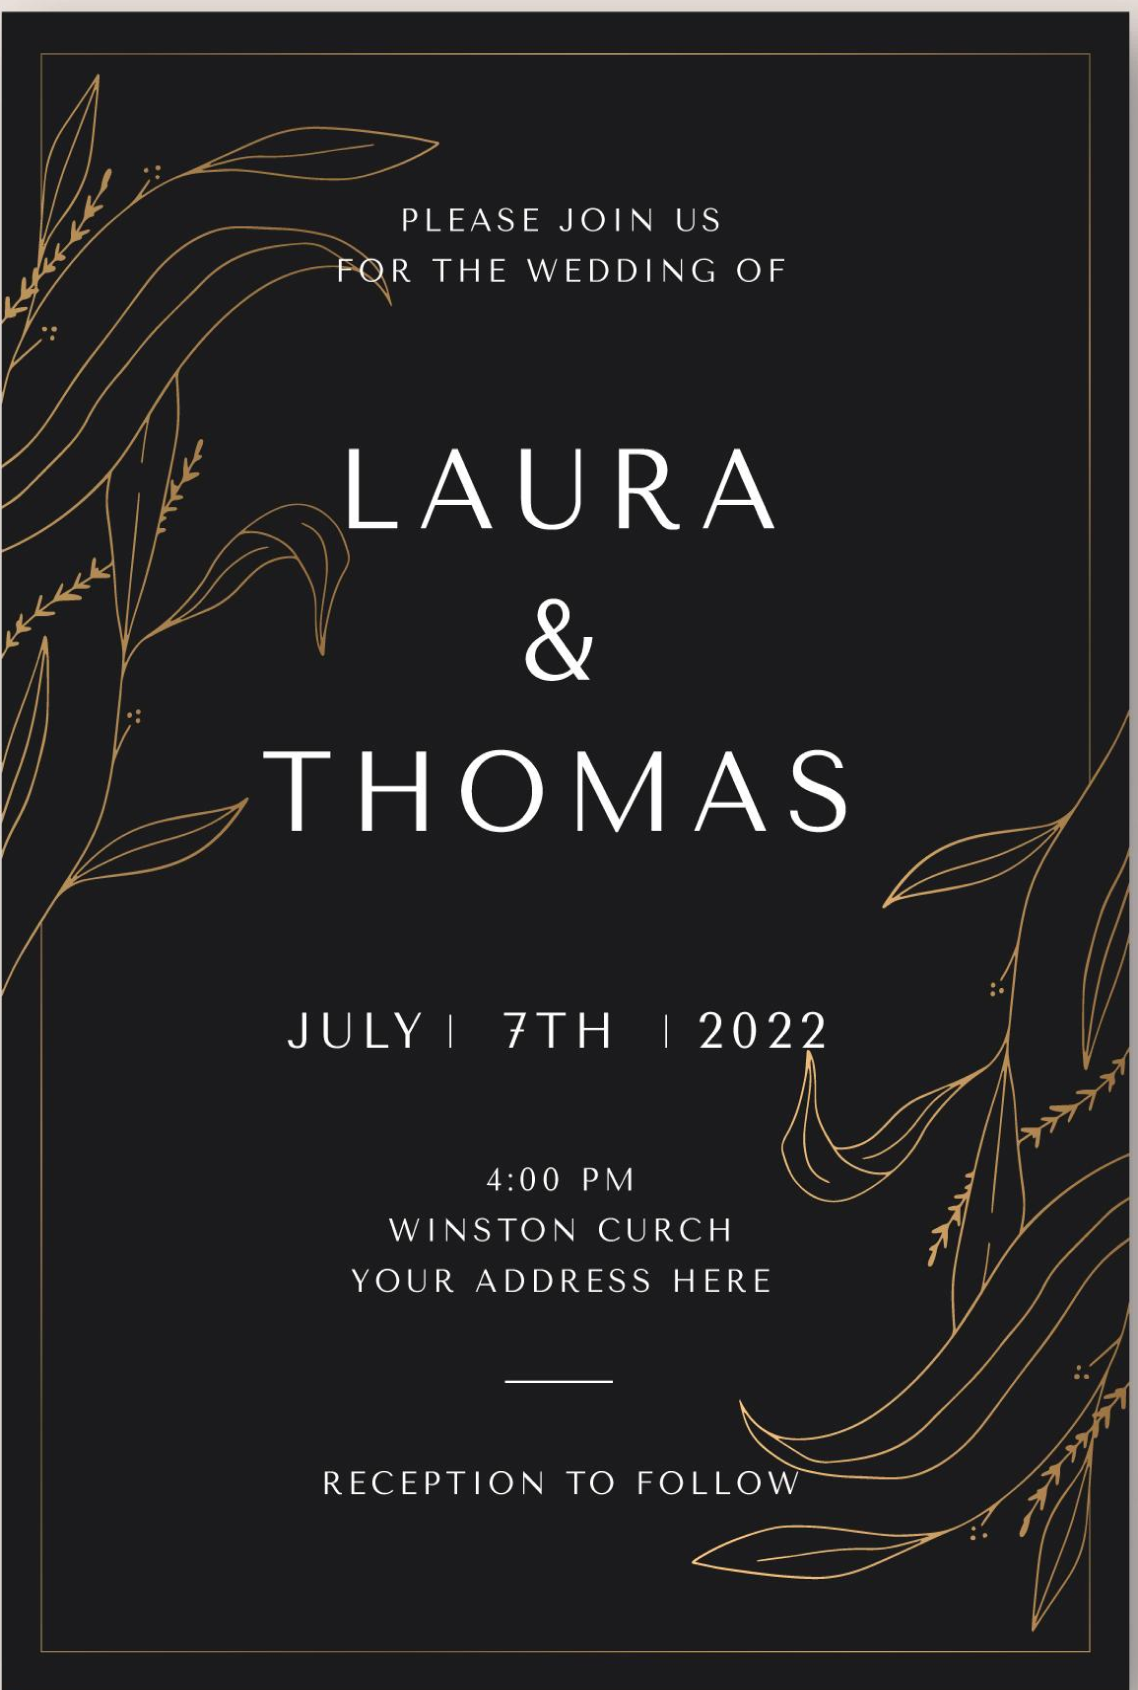 PLEASE JOIN US
FOR THE WEDDING OF
LAURA
&
THOMAS
JULY | 7TH | 2022
4:00 PM
WINSTON CURCH
YOUR ADDRESS HERE
RECEPTION TO FOLLOW